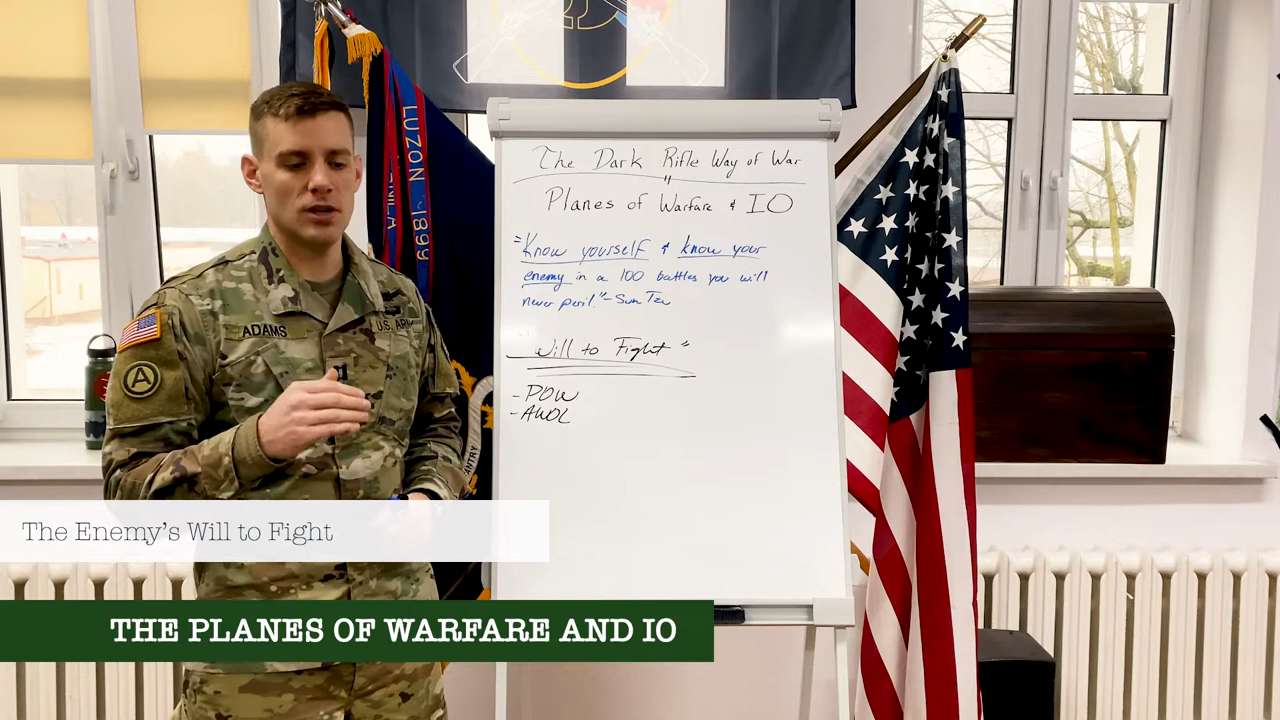 LUZON 1899
MANILA
The Dark Rifle Way of War
Planes of Warfare & IO
"Know yourself & know your
enemy in a 100 battles you will
never peril."- Sun Tzu
Will to Fight"
- POW
- AWOL
ADAMS
U.S. ARMY
A
The Enemy's Will to Fight
THE PLANES OF WARFARE AND IO